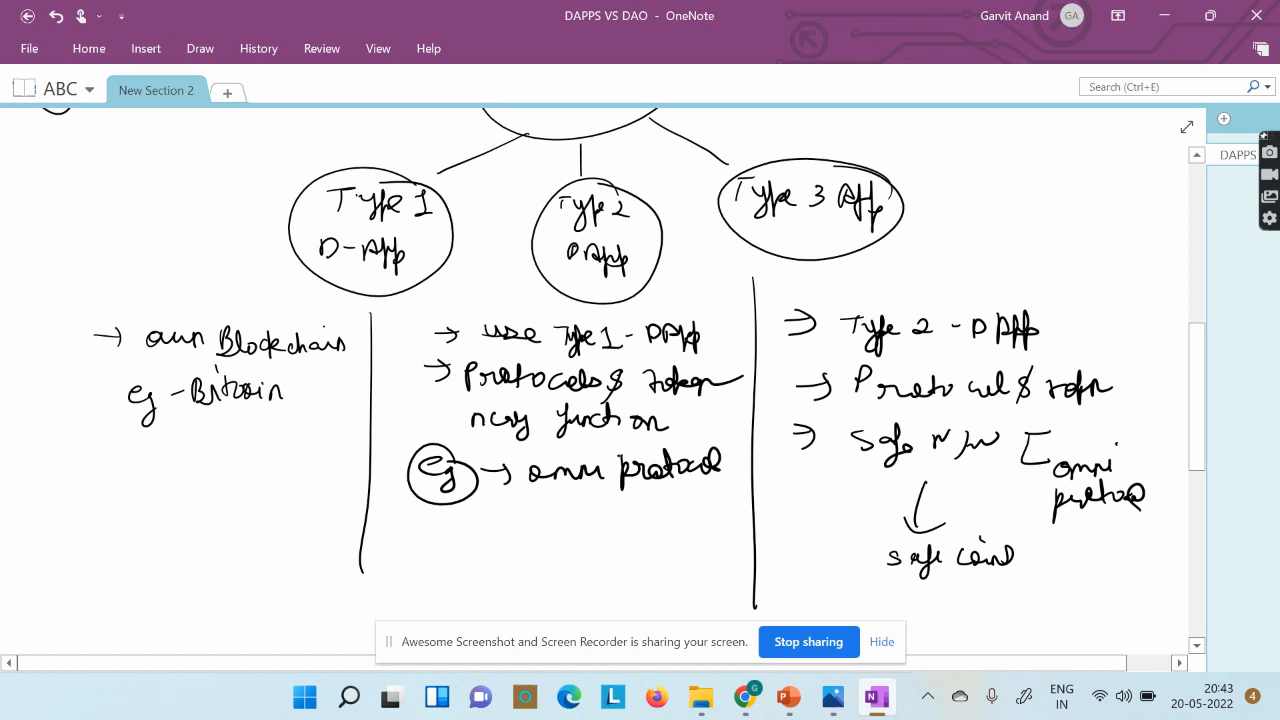 DAPPS VS DAO - OneNote
Garvit Anand
GA
File Home Insert Draw History Review View Help
ABC
New Section 2
Search (Ctrl+E)
DAPPS
Type 1
D-App
Type 2
DApp
Type 3 App
→ own Blockchain
eg - Bitcoin
→ use Type 1 - DApp
→ Protocols $ token
function
eg → omni protocol
→ Type 2 - DApp
→ Protocol $
→ Safe N/W [omni
safe coins
Awesome Screenshot and Screen Recorder is sharing your screen.
Stop sharing
Hide
ENG
IN
20:43
20-05-2022
4